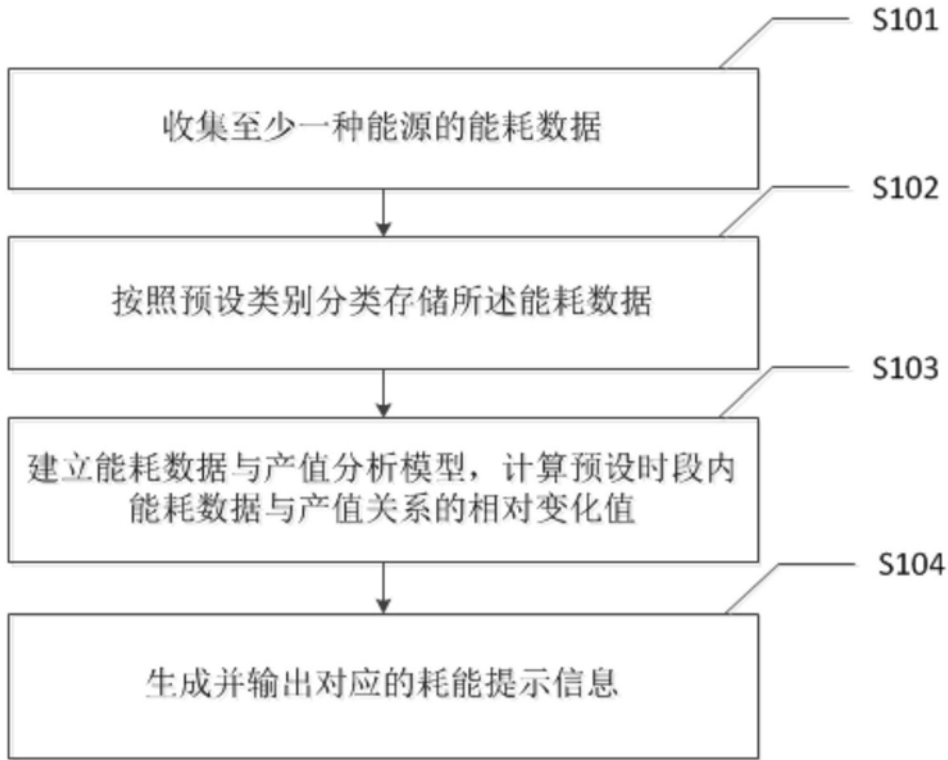 S101
收集至少一种能源的能耗数据
S102
按照预设类别分类存储所述能耗数据
S103
建立能耗数据与产值分析模型，计算预设时段内
能耗数据与产值关系的相对变化值
S104
生成并输出对应的耗能提示信息